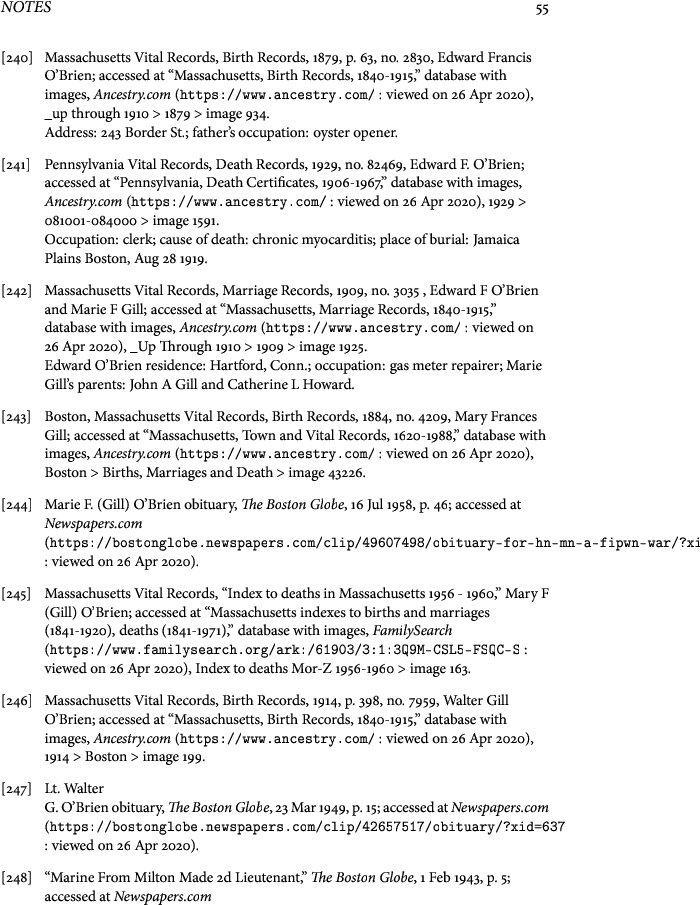 NOTES 55
[240] Massachusetts Vital Records, Birth Records, 1879, p. 63, no. 2830, Edward Francis
O’Brien; accessed at “Massachusetts, Birth Records, 1840-1915,” database with
images, Ancestry.com (https://www.ancestry.com/ : viewed on 26 Apr 2020),
_up through 1910 > 1879 > image 934.
Address: 243 Border St.; father’s occupation: oyster opener.
[241] Pennsylvania Vital Records, Death Records, 1929, no. 82469, Edward F. O’Brien;
accessed at “Pennsylvania, Death Certificates, 1906-1967,” database with images,
Ancestry.com (https://www.ancestry.com/ : viewed on 26 Apr 2020), 1929 >
081001-084000 > image 1591.
Occupation: clerk; cause of death: chronic myocarditis; place of burial: Jamaica
Plains Boston, Aug 28 1919.
[242] Massachusetts Vital Records, Marriage Records, 1909, no. 3035 , Edward F O’Brien
and Marie F Gill; accessed at “Massachusetts, Marriage Records, 1840-1915,”
database with images, Ancestry.com (https://www.ancestry.com/ : viewed on
26 Apr 2020), _Up Through 1910 > 1909 > image 1925.
Edward O’Brien residence: Hartford, Conn.; occupation: gas meter repairer; Marie
Gill’s parents: John A Gill and Catherine L Howard.
[243] Boston, Massachusetts Vital Records, Birth Records, 1884, no. 4209, Mary Frances
Gill; accessed at “Massachusetts, Town and Vital Records, 1620-1988,” database with
images, Ancestry.com (https://www.ancestry.com/ : viewed on 26 Apr 2020),
Boston > Births, Marriages and Death > image 43226.
[244] Marie F. (Gill) O’Brien obituary, The Boston Globe, 16 Jul 1958, p. 46; accessed at
Newspapers.com
(https://bostonglobe.newspapers.com/clip/49607498/obituary-for-hn-mn-a-fipwn-war/?xi
: viewed on 26 Apr 2020).
[245] Massachusetts Vital Records, “Index to deaths in Massachusetts 1956 - 1960,” Mary F
(Gill) O’Brien; accessed at “Massachusetts indexes to births and marriages
(1841-1920), deaths (1841-1971),” database with images, FamilySearch
(https://www.familysearch.org/ark:/61903/3:1:3Q9M-CSL5-FSQC-S :
viewed on 26 Apr 2020), Index to deaths Mor-Z 1956-1960 > image 163.
[246] Massachusetts Vital Records, Birth Records, 1914, p. 398, no. 7959, Walter Gill
O’Brien; accessed at “Massachusetts, Birth Records, 1840-1915,” database with
images, Ancestry.com (https://www.ancestry.com/ : viewed on 26 Apr 2020),
1914 > Boston > image 199.
[247] Lt. Walter
G. O’Brien obituary, The Boston Globe, 23 Mar 1949, p. 15; accessed at Newspapers.com
(https://bostonglobe.newspapers.com/clip/42657517/obituary/?xid=637
: viewed on 26 Apr 2020).
[248] “Marine From Milton Made 2d Lieutenant,” The Boston Globe, 1 Feb 1943, p. 5;
accessed at Newspapers.com